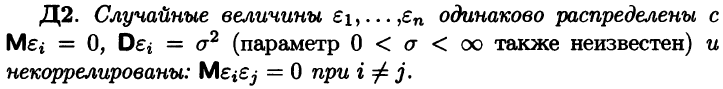 Д2. Случайные величины ε₁,…,εₙ одинаково распределены с
Mεᵢ = 0, Dεᵢ = σ² (параметр 0 < σ < ∞ также неизвестен) и
некоррелированы: Mεᵢεⱼ = 0 при i ≠ j.